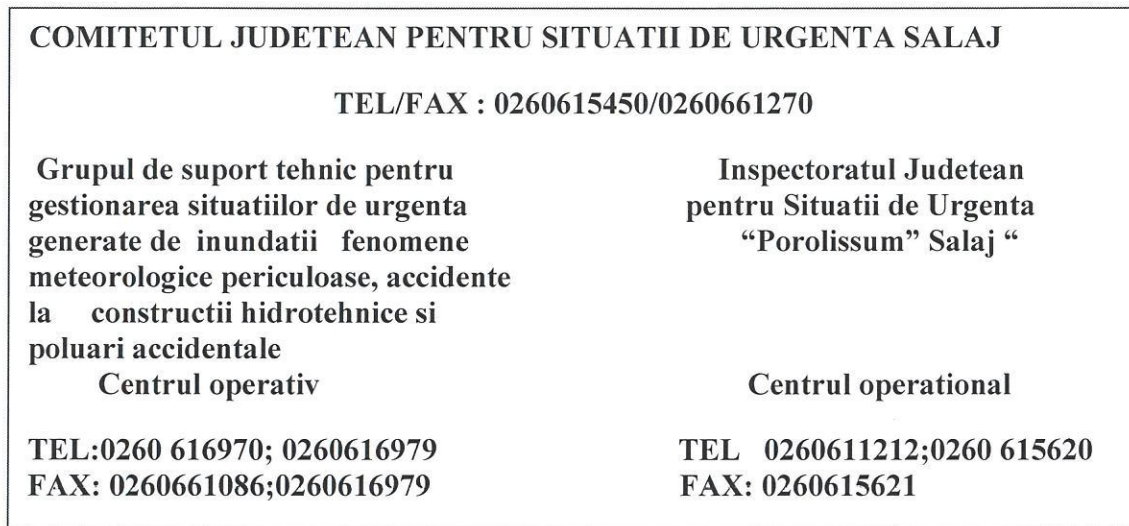 COMITETUL JUDETEAN PENTRU SITUATII DE URGENTA SALAJ
TEL/FAX : 0260615450/0260661270
Grupul de suport tehnic pentru
gestionarea situatiilor de urgenta
generate de inundatii fenomene
meteorologice periculoase, accidente
la constructii hidrotehnice si
poluari accidentale
Centrul operativ
TEL:0260 616970; 0260616979
FAX: 0260661086;0260616979
Inspectoratul Judetean
pentru Situatii de Urgenta
“Porolissum” Salaj “
Centrul operational
TEL 0260611212;0260 615620
FAX: 0260615621